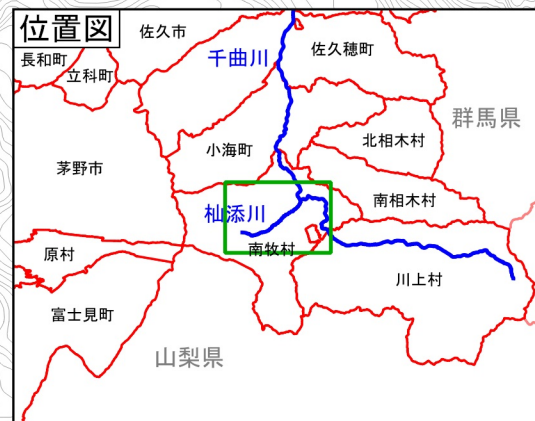 位置図
佐久市
長和町
立科町
千曲川
佐久穂町
群馬県
北相木村
小海町
茅野市
南相木村
杣添川
原村
南牧村
川上村
富士見町
山梨県